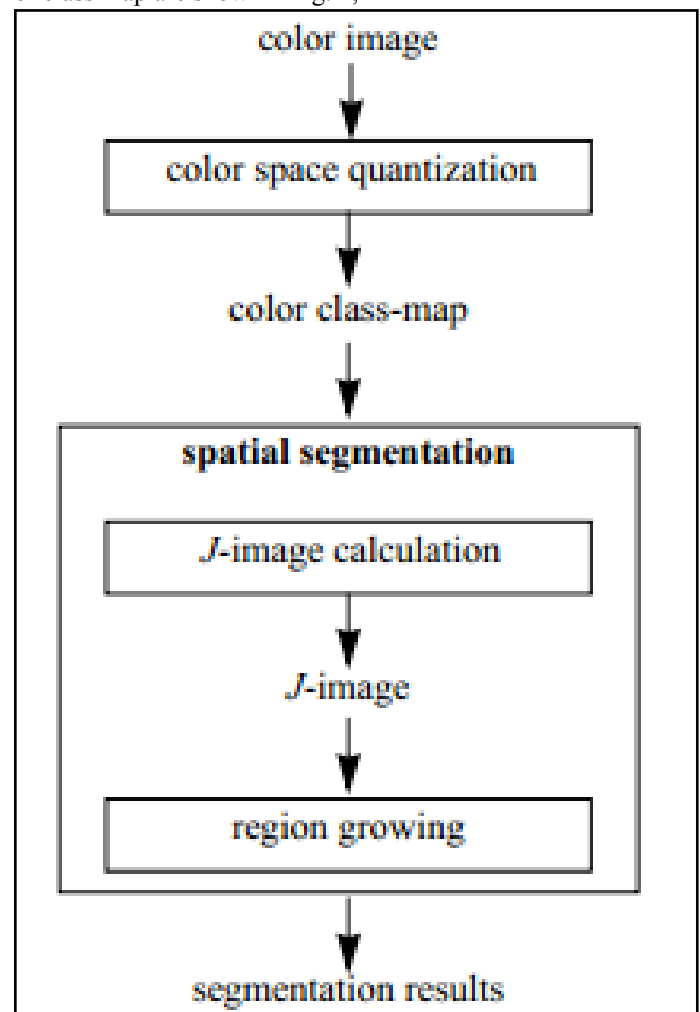 color image
color space quantization
color class-map
spatial segmentation
J-image calculation
J-image
region growing
segmentation results